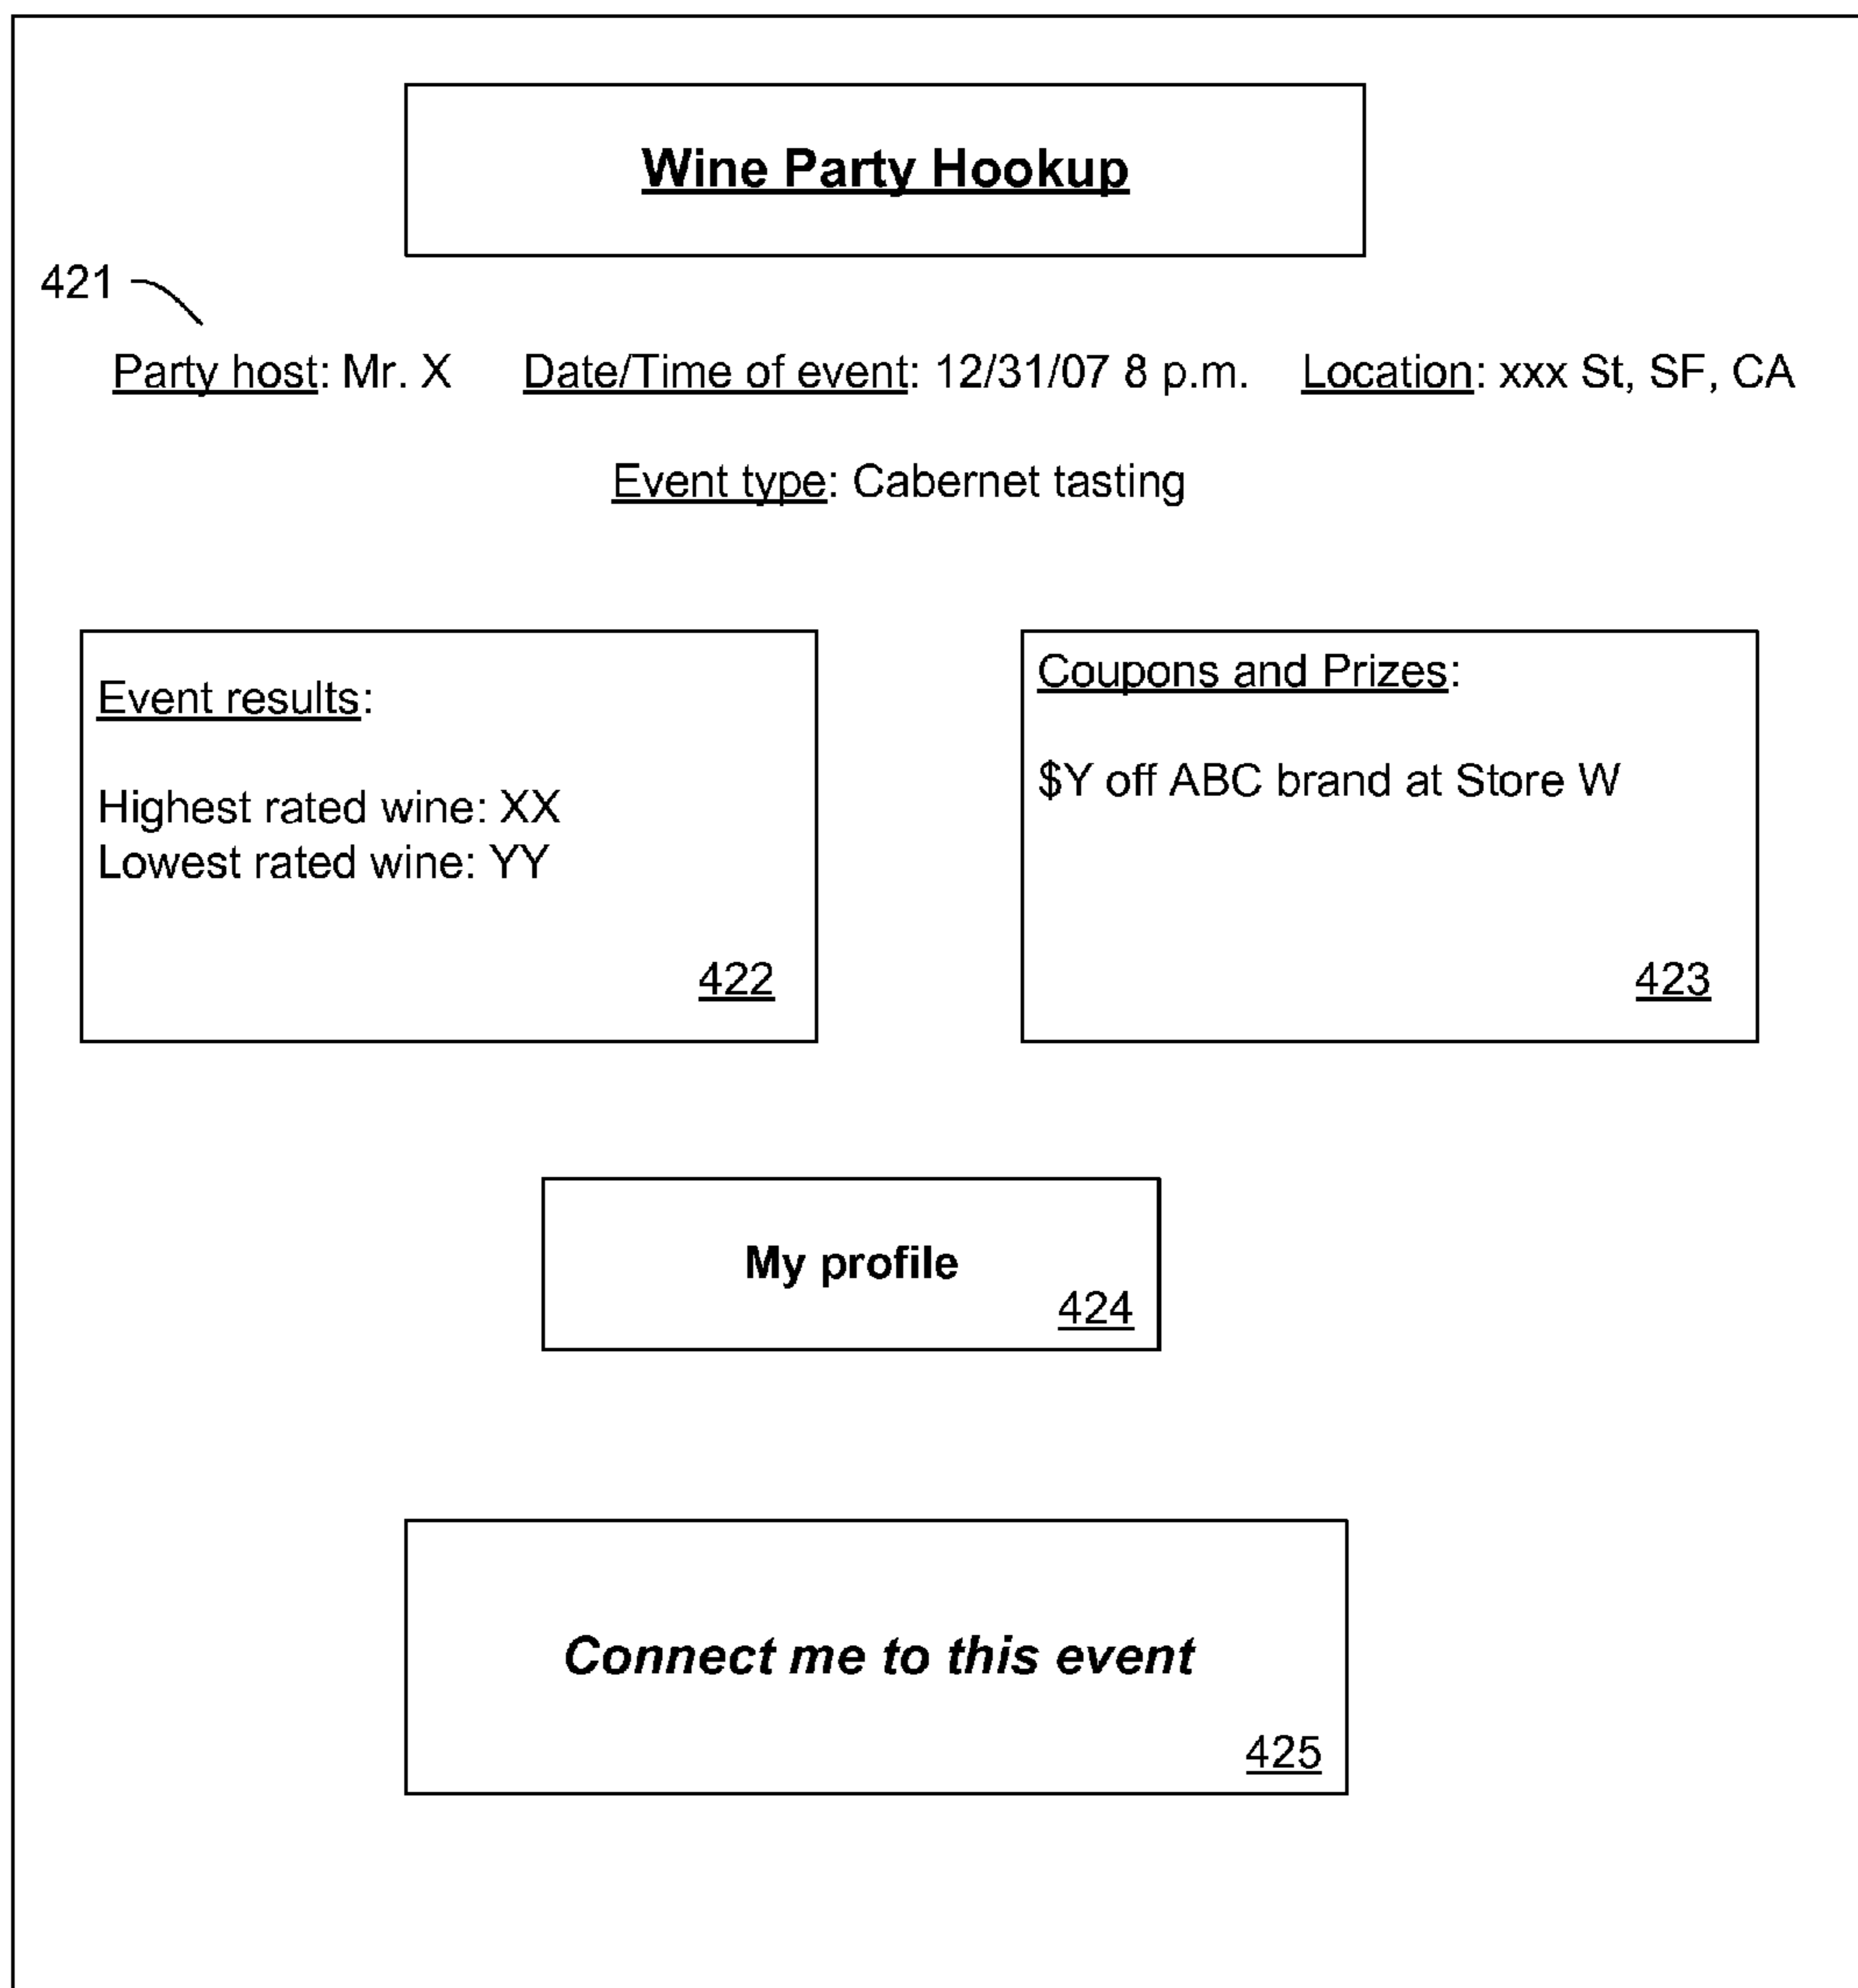 Wine Party Hookup
421
Party host: Mr. X Date/Time of event: 12/31/07 8 p.m. Location: xxx St, SF, CA
Event type: Cabernet tasting
Event results:
Highest rated wine: XX
Lowest rated wine: YY
422
Coupons and Prizes:
$Y off ABC brand at Store W
423
My profile
424
Connect me to this event
425